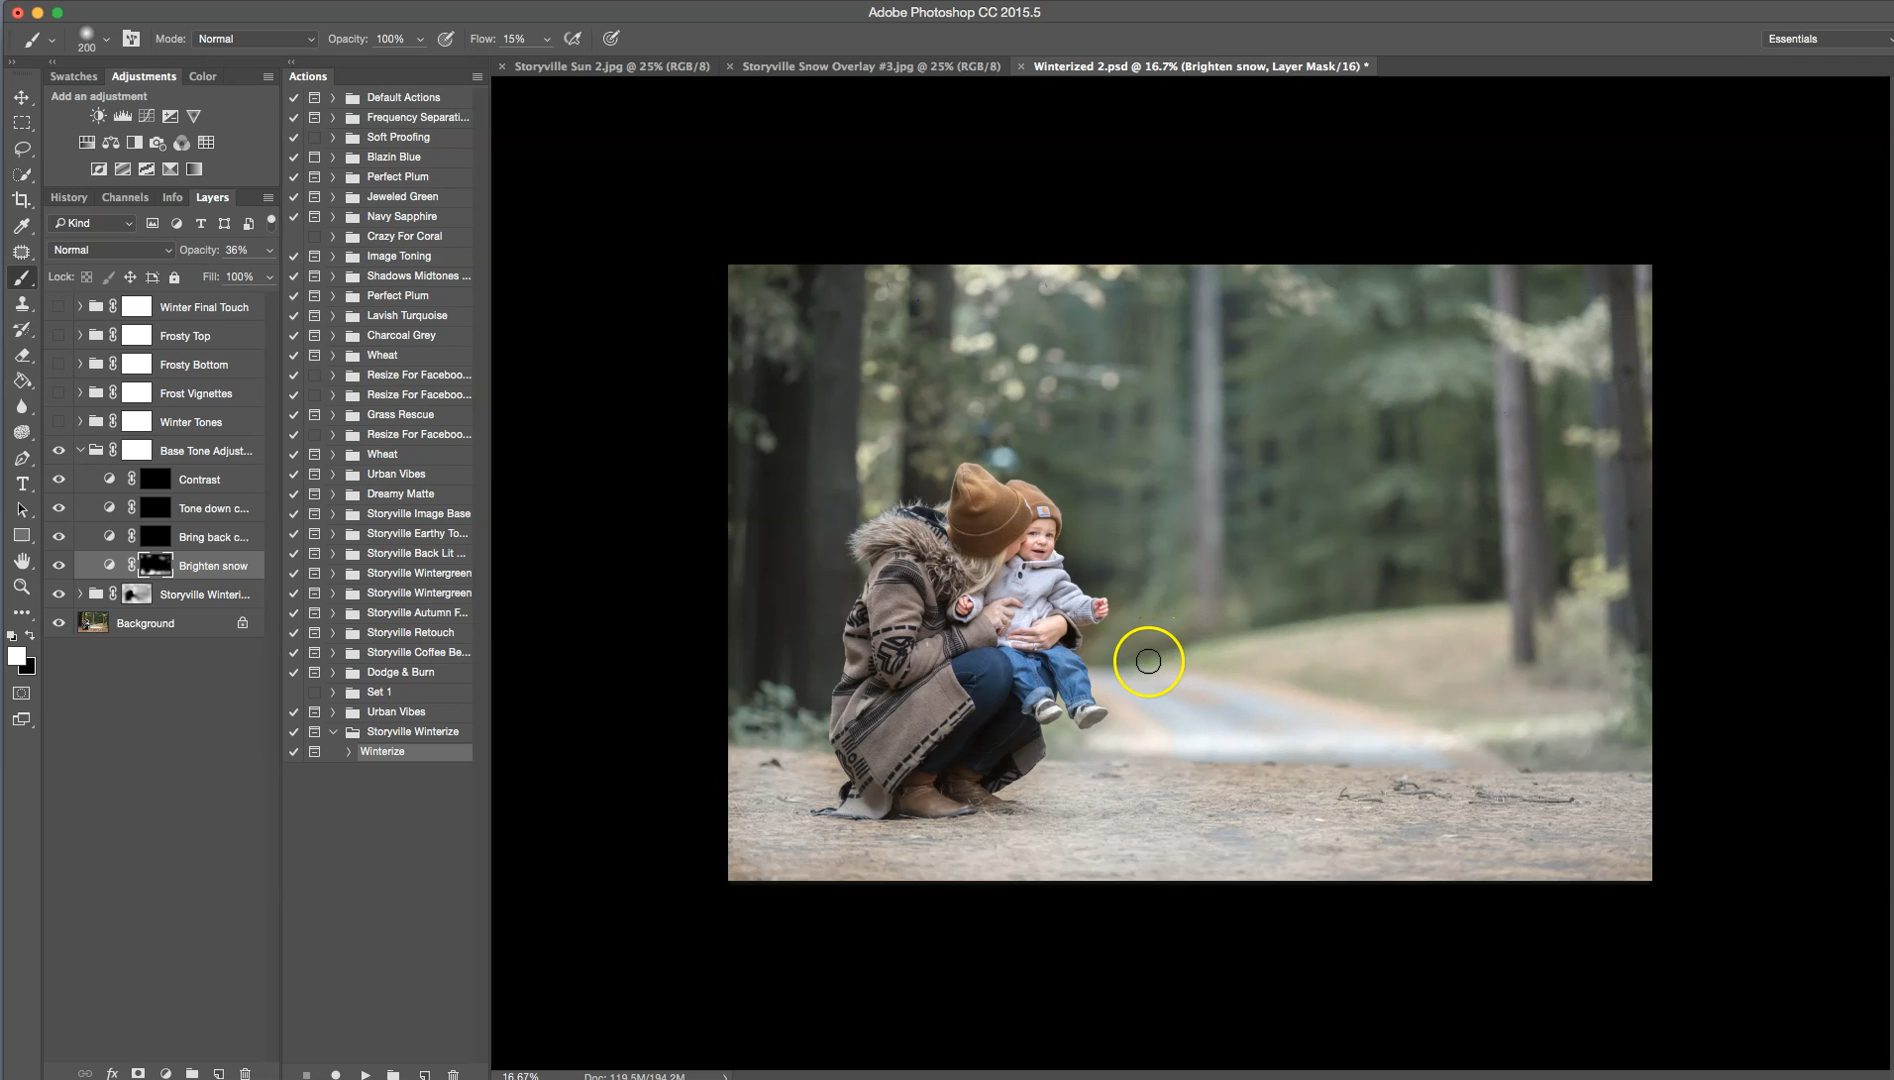 Adobe Photoshop CC 2015.5
200
Mode: Normal
Opacity: 100%
Flow: 15%
Essentials
Swatches
Adjustments
Color
Add an adjustment
Actions
Storyville Sun 2.jpg @ 25% (RGB/8)
Storyville Snow Overlay #3.jpg @ 25% (RGB/8)
Winterized 2.psd @ 16.7% (Brighten snow, Layer Mask/16) *
History
Channels
Info
Layers
Kind
Normal
Opacity: 36%
Lock:
Fill: 100%
Winter Final Touch
Frosty Top
Frosty Bottom
Frost Vignettes
Winter Tones
Base Tone Adjust...
Contrast
Tone down c...
Bring back c...
Brighten snow
Storyville Winteri...
Background
fx
Default Actions
Frequency Separati...
Soft Proofing
Blazin Blue
Perfect Plum
Jeweled Green
Navy Sapphire
Crazy For Coral
Image Toning
Shadows Midtones ...
Perfect Plum
Lavish Turquoise
Charcoal Grey
Wheat
Resize For Faceboo...
Resize For Faceboo...
Grass Rescue
Resize For Faceboo...
Wheat
Urban Vibes
Dreamy Matte
Storyville Image Base
Storyville Earthy To...
Storyville Back Lit ...
Storyville Wintergreen
Storyville Wintergreen
Storyville Autumn F...
Storyville Retouch
Storyville Coffee Be...
Dodge & Burn
Set 1
Urban Vibes
Storyville Winterize
Winterize
16.67%
Doc: 119.5M/194.2M